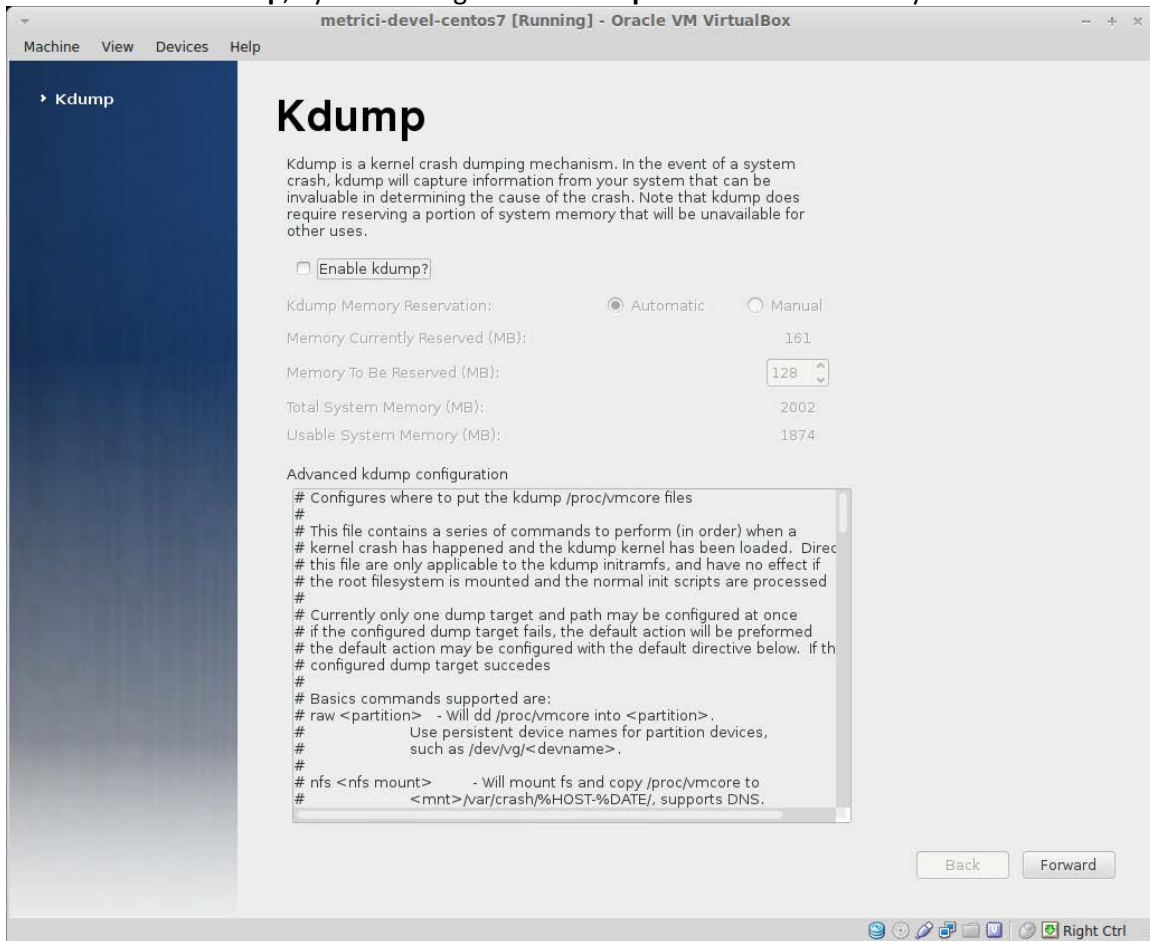 metrici-devel-centos7 [Running] - Oracle VM VirtualBox
Machine View Devices Help
Kdump
Kdump
Kdump is a kernel crash dumping mechanism. In the event of a system
crash, kdump will capture information from your system that can be
invaluable in determining the cause of the crash. Note that kdump does
require reserving a portion of system memory that will be unavailable for
other uses.
Enable kdump?
Kdump Memory Reservation: Automatic Manual
Memory Currently Reserved (MB): 161
Memory To Be Reserved (MB): 128
Total System Memory (MB): 2002
Usable System Memory (MB): 1874
Advanced kdump configuration
# Configures where to put the kdump /proc/vmcore files
#
# This file contains a series of commands to perform (in order) when a
# kernel crash has happened and the kdump kernel has been loaded. Direc
# this file are only applicable to the kdump initramfs, and have no effect if
# the root filesystem is mounted and the normal init scripts are processed
#
# Currently only one dump target and path may be configured at once
# if the configured dump target fails, the default action will be preformed
# the default action may be configured with the default directive below. If th
# configured dump target succedes
#
# Basics commands supported are:
# raw <partition> - Will dd /proc/vmcore into <partition>.
# Use persistent device names for partition devices,
# such as /dev/vg/<devname>.
#
# nfs <nfs mount> - Will mount fs and copy /proc/vmcore to
# <mnt>/var/crash/%HOST-%DATE/, supports DNS.
Back Forward
Right Ctrl